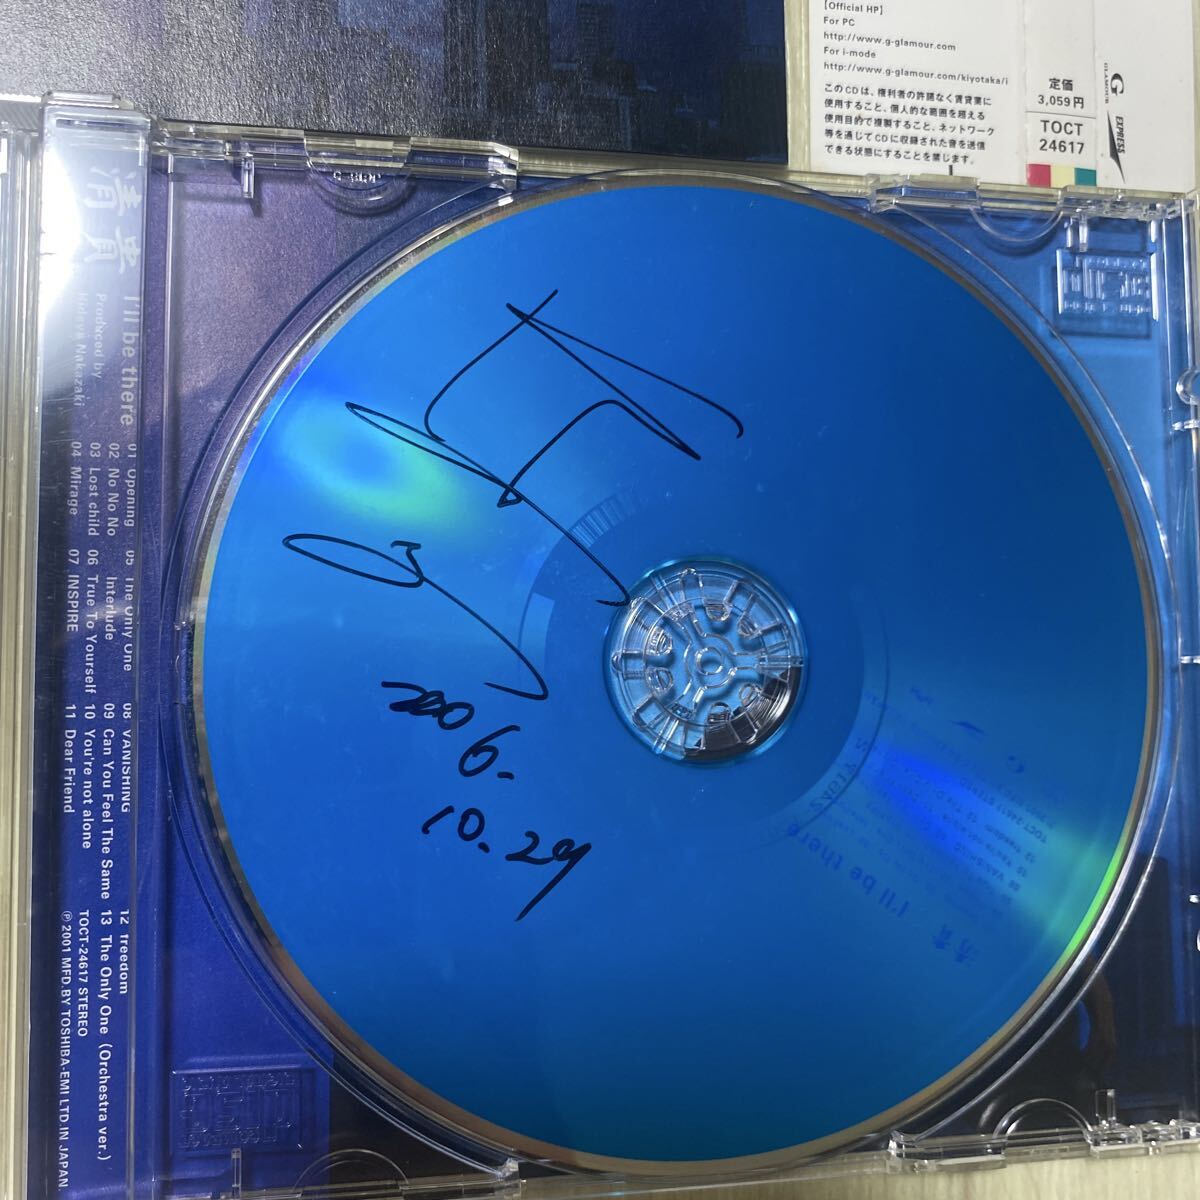 [Official HP]
For PC
http://www.g-glamour.com
For i-mode
http://www.g-glamour.com/kiyotaka/i
このCDは、権利者の許諾なく賃貸業に
使用すること、個人的な範囲を超える
使用目的で複製すること、ネットワーク
等を通じてCDに収録された音を送信
できる状態にすることを禁じます。
定価
3,059円
TOCT
24617
G
GLAMOUR
EXPRESS
清貴
I'll be there
Produced by
Hideya Nakazaki
01 Opening
02 No No No
03 Lost child
04 Mirage
05 The Only One
Interlude
06 True To Yourself
07 INSPIRE
08 VANISHING
09 Can You Feel The Same
10 You're not alone
11 Dear Friend
12 freedom
13 The Only One (Orchestra ver.)
TOCT-24617 STEREO
Ⓟ 2001 MFD.BY TOSHIBA-EMI LTD.IN JAPAN.
2006.
10.29
清貴 I'll be there